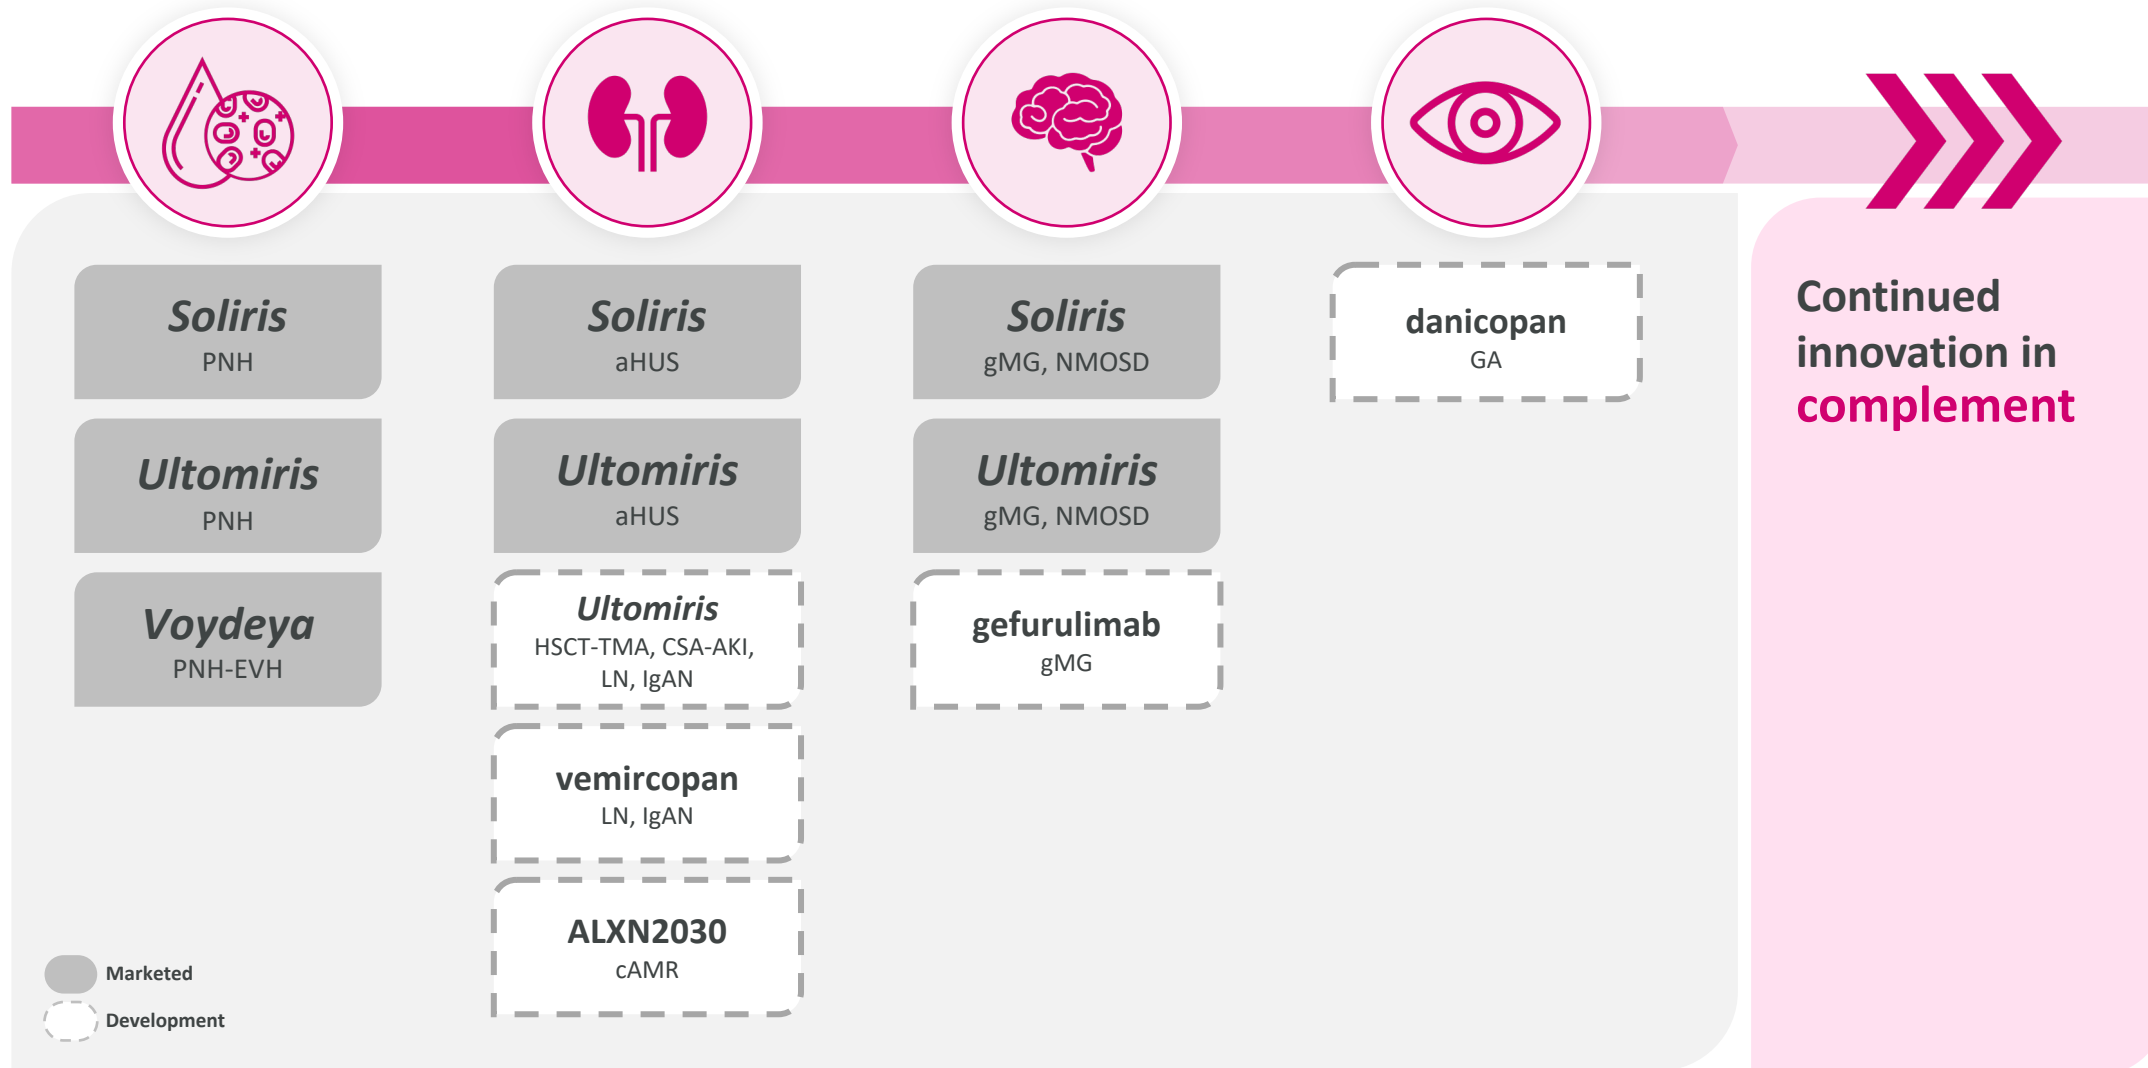 Soliris
PNH
Ultomiris
PNH
Voydeya
PNH-EVH
Soliris
aHUS
Ultomiris
aHUS
Ultomiris
HSCT-TMA, CSA-AKI,
LN, IgAN
vemircopan
LN, IgAN
ALXN2030
cAMR
Soliris
gMG, NMOSD
Ultomiris
gMG, NMOSD
gefurulimab
gMG
danicopan
GA
Continued
innovation in
complement
Marketed
Development